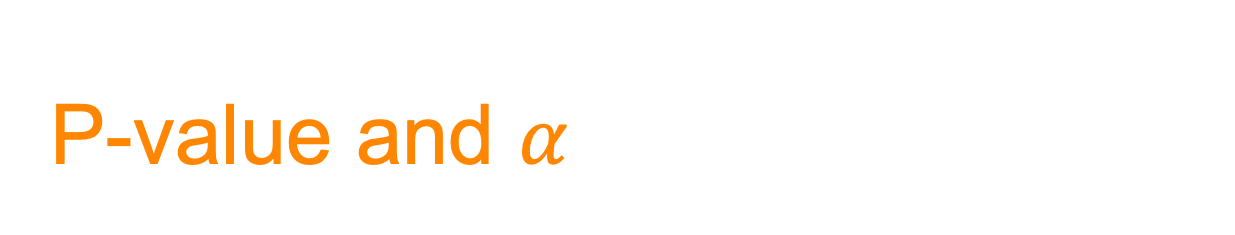 P-value and 𝛼